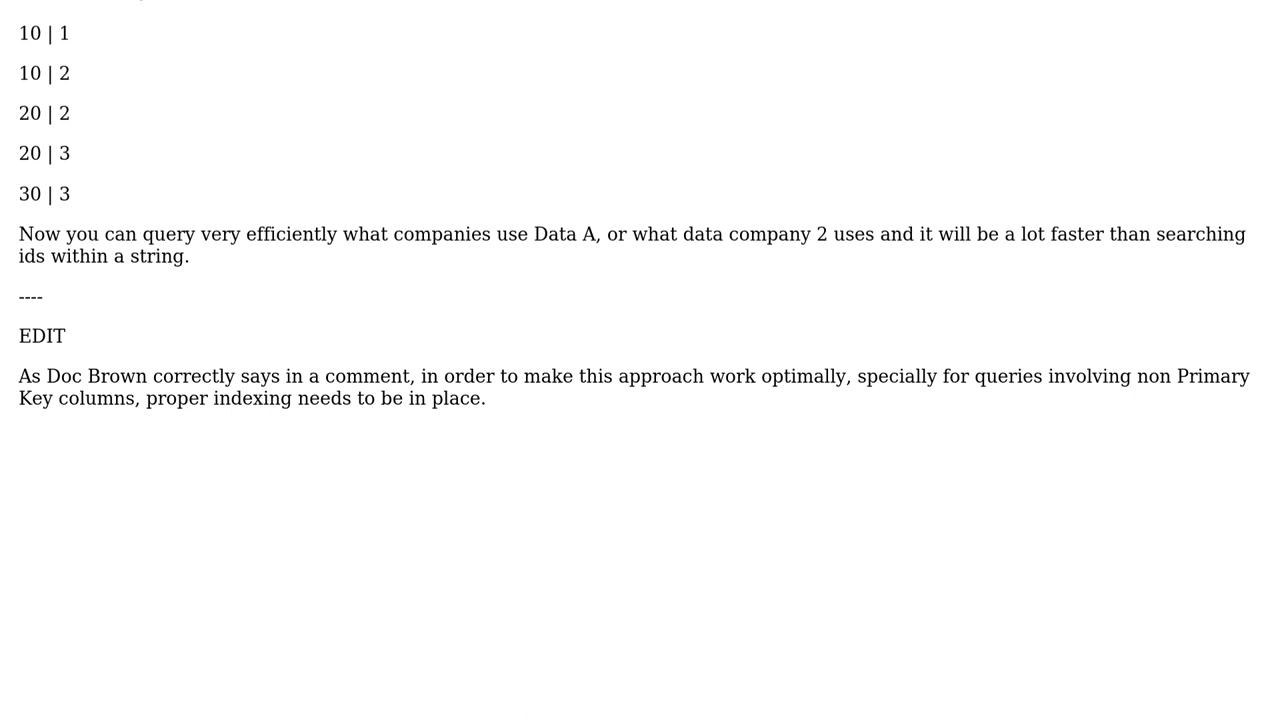 10 | 1
10 | 2
20 | 2
20 | 3
30 | 3
Now you can query very efficiently what companies use Data A, or what data company 2 uses and it will be a lot faster than searching
ids within a string.
----
EDIT
As Doc Brown correctly says in a comment, in order to make this approach work optimally, specially for queries involving non Primary
Key columns, proper indexing needs to be in place.